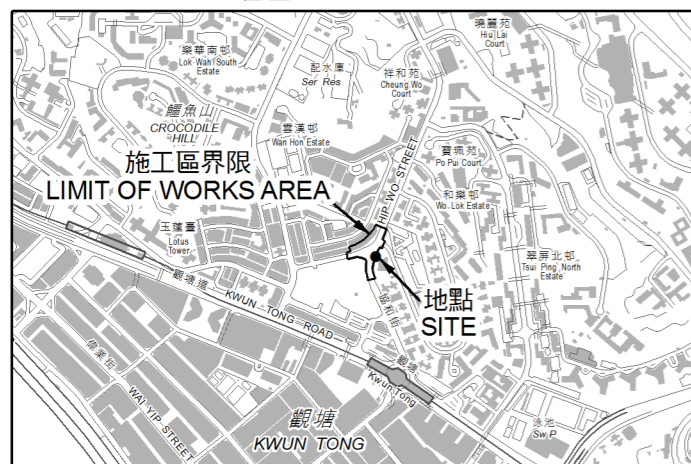 曉麗苑
Hiu Lai
Court
樂華南邨
Lok Wah South
Estate
配水庫
Ser Res
祥和苑
Cheung Wo
Court
鱷魚山
CROCODILE
HILL
雲漢邨
Wan Hon Estate
HIP WO STREET
寶珮苑
Po Pui Court
施工區界限
LIMIT OF WORKS AREA
和樂邨
Wo Lok Estate
玉蓮臺
Lotus
Tower
翠屏北邨
Tsui Ping North
Estate
地點
SITE
協和街
觀塘道
KWUN TONG ROAD
觀塘
Kwun Tong
偉業街
WAI YIP STREET
觀塘
KWUN TONG
泳池
Sw P